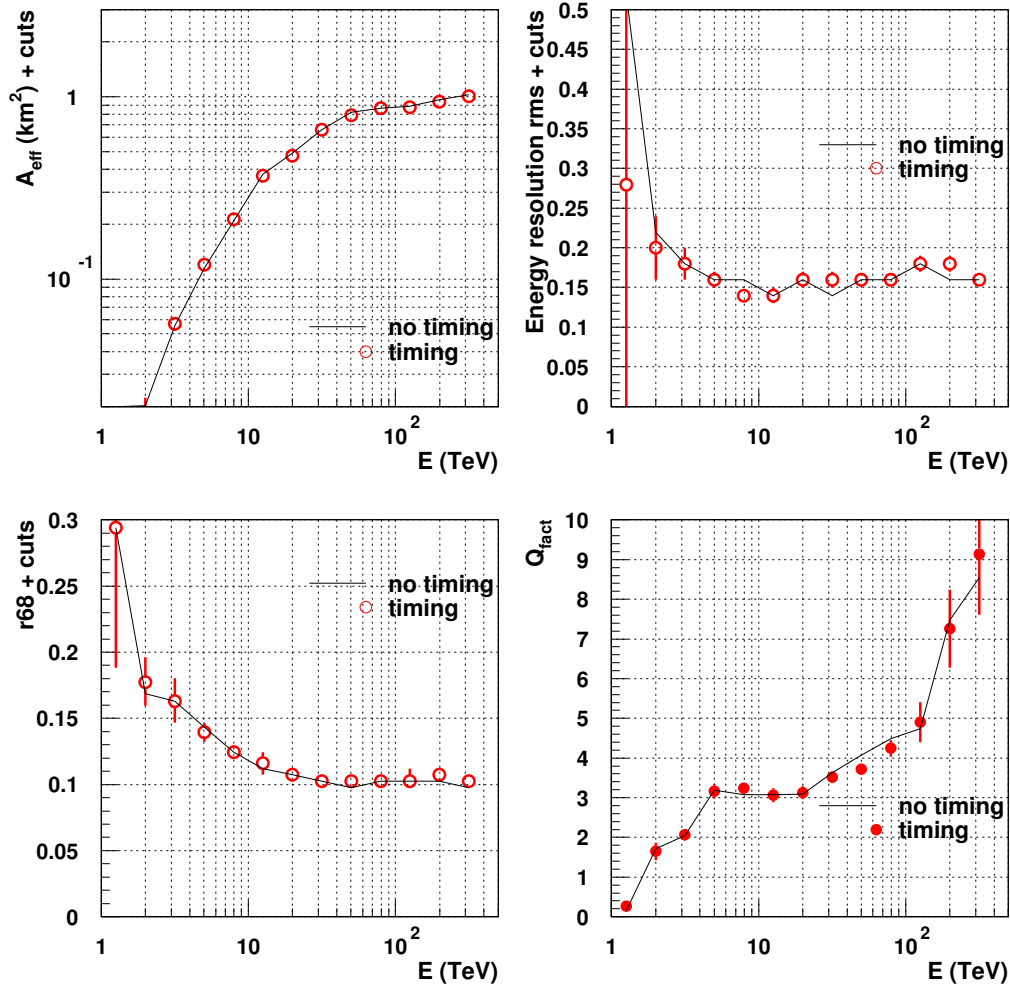 A_eff (km²) + cuts
1
10⁻¹
no timing
timing
1
10
10²
E (TeV)
Energy resolution rms + cuts
0.5
0.45
0.4
0.35
0.3
0.25
0.2
0.15
0.1
0.05
0
no timing
timing
1
10
10²
E (TeV)
r68 + cuts
0.3
0.25
0.2
0.15
0.1
0.05
0
no timing
timing
1
10
10²
E (TeV)
Q_fact
10
9
8
7
6
5
4
3
2
1
0
no timing
timing
1
10
10²
E (TeV)